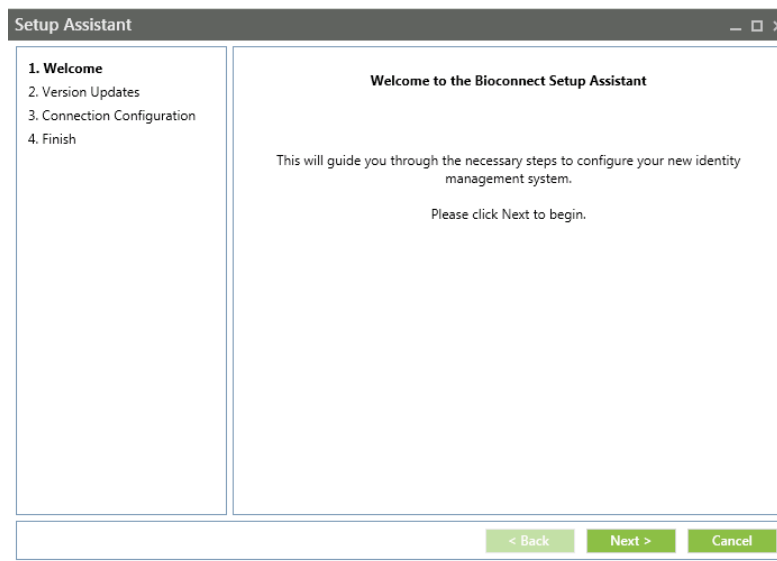 Setup Assistant
1. Welcome
2. Version Updates
3. Connection Configuration
4. Finish
Welcome to the Bioconnect Setup Assistant
This will guide you through the necessary steps to configure your new identity
management system.
Please click Next to begin.
< Back
Next >
Cancel